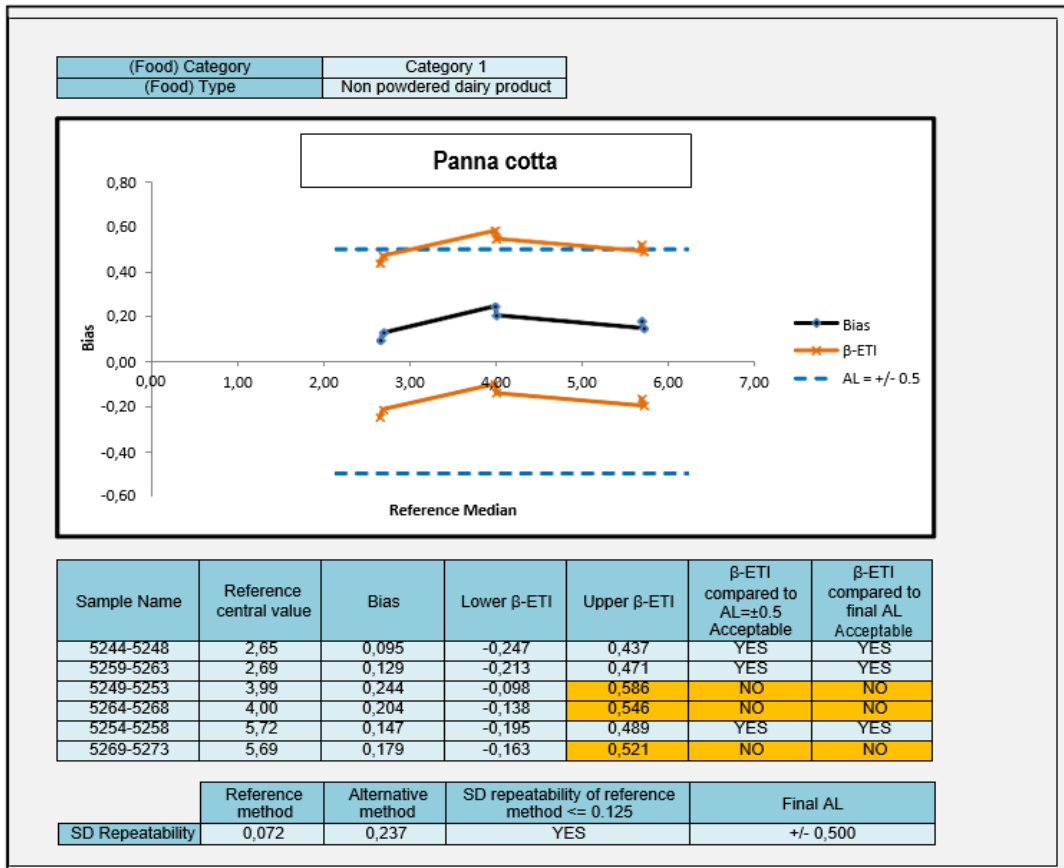 (Food) Category Category 1
(Food) Type Non powdered dairy product
Panna cotta
0,80
0,60
0,40
0,20
0,00
-0,20
-0,40
-0,60
Bias
0,00 1,00 2,00 3,00 4,00 5,00 6,00 7,00
Reference Median
Bias
β-ETI
AL = +/- 0.5
Sample Name Reference central value Bias Lower β-ETI Upper β-ETI β-ETI compared to AL=±0.5 Acceptable β-ETI compared to final AL Acceptable
5244-5248 2,65 0,095 -0,247 0,437 YES YES
5259-5263 2,69 0,129 -0,213 0,471 YES YES
5249-5253 3,99 0,244 -0,098 0,586 NO NO
5264-5268 4,00 0,204 -0,138 0,546 NO NO
5254-5258 5,72 0,147 -0,195 0,489 YES YES
5269-5273 5,69 0,179 -0,163 0,521 NO NO
Reference method Alternative method SD repeatability of reference method <= 0.125 Final AL
SD Repeatability 0,072 0,237 YES +/- 0,500